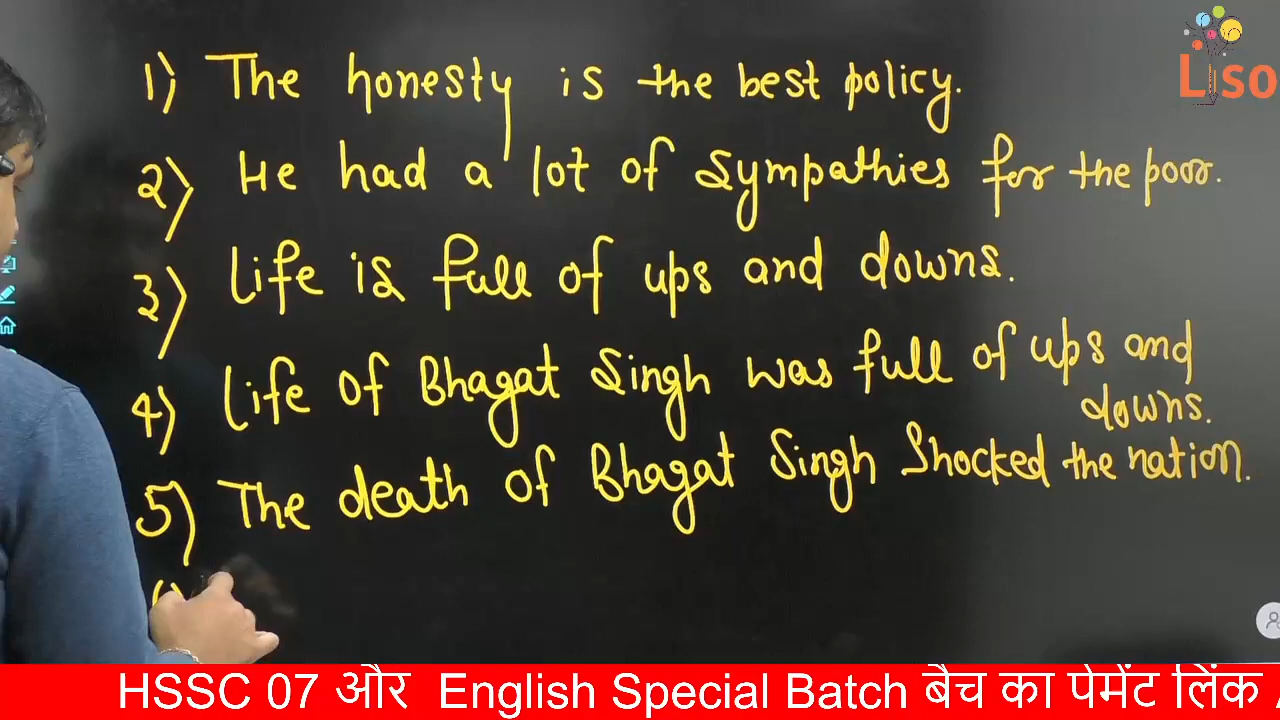 Liso
1) The honesty is the best policy.
2) He had a lot of sympathies for the poor.
3) Life is full of ups and downs.
4) Life of Bhagat Singh was full of ups and
downs.
5) The death of Bhagat Singh shocked the nation.
HSSC 07 और English Special Batch बैच का पेमेंट लिंक